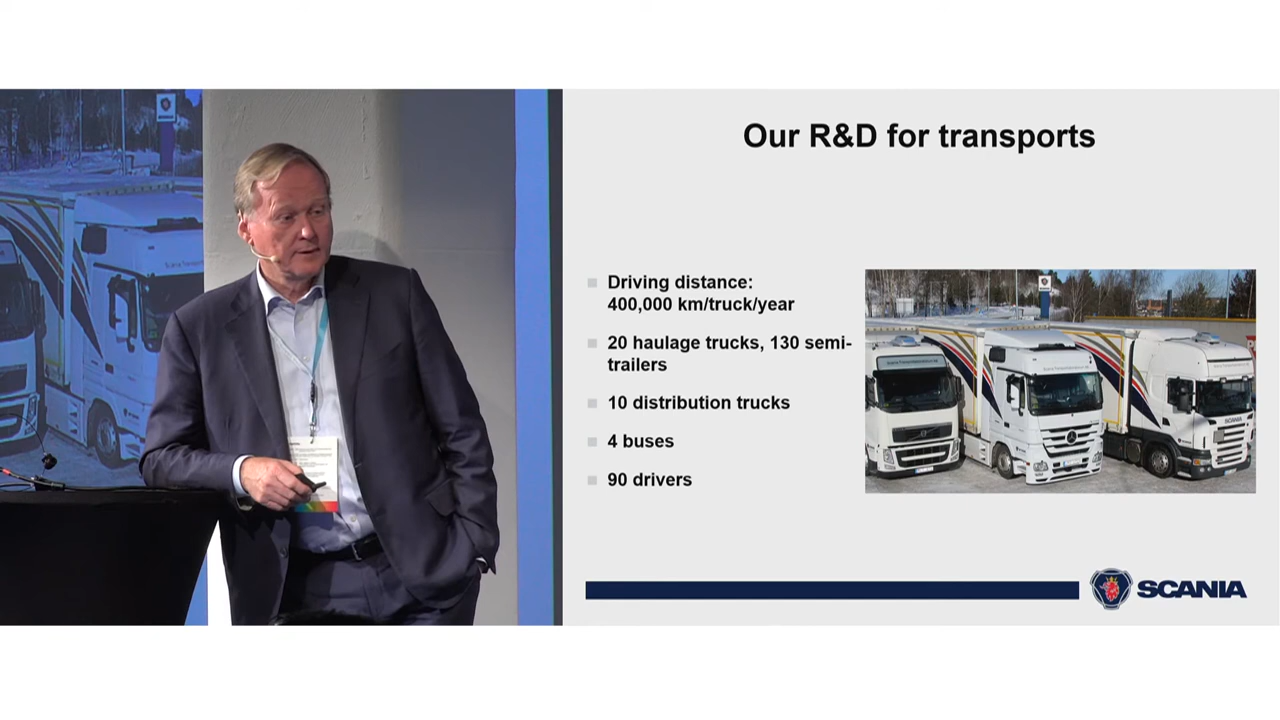 Our R&D for transports
Driving distance:
400,000 km/truck/year
20 haulage trucks, 130 semi-
trailers
10 distribution trucks
4 buses
90 drivers
SCANIA
SCANIA